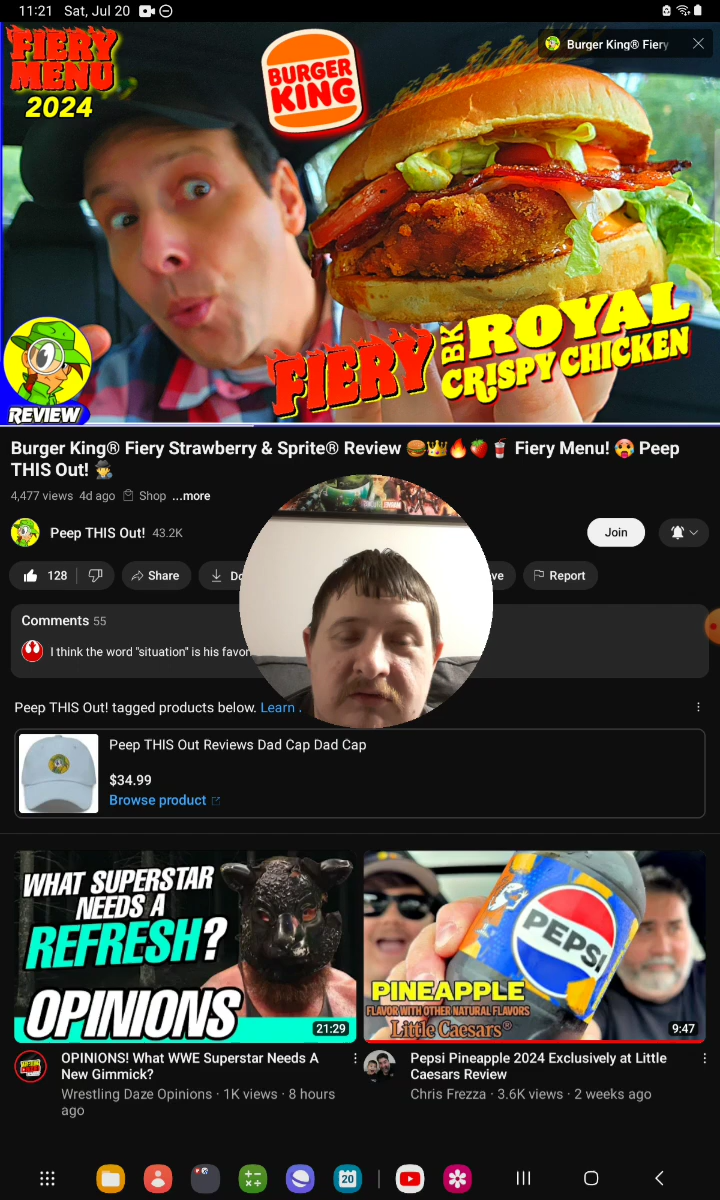 11:21 Sat, Jul 20
FIERY
MENU
2024
BURGER
KING
Burger King® Fiery
FIERY
BK
ROYAL
CRISPY CHICKEN
REVIEW
Burger King® Fiery Strawberry & Sprite® Review 🍔👑🔥🍓🥤 Fiery Menu! 🥵 Peep
THIS Out! 🕵️
4,477 views 4d ago Shop ...more
Peep THIS Out! 43.2K
Join
128
Share
Do
ve
Report
Comments 55
I think the word "situation" is his favor
Peep THIS Out! tagged products below. Learn
Peep THIS Out Reviews Dad Cap Dad Cap
$34.99
Browse product
WHAT SUPERSTAR
NEEDS A
REFRESH?
OPINIONS
21:29
OPINIONS! What WWE Superstar Needs A
New Gimmick?
Wrestling Daze Opinions · 1K views · 8 hours
ago
PEPSI
PINEAPPLE
FLAVOR WITH OTHER NATURAL FLAVORS
Little Caesars®
9:47
Pepsi Pineapple 2024 Exclusively at Little
Caesars Review
Chris Frezza · 3.6K views · 2 weeks ago
20